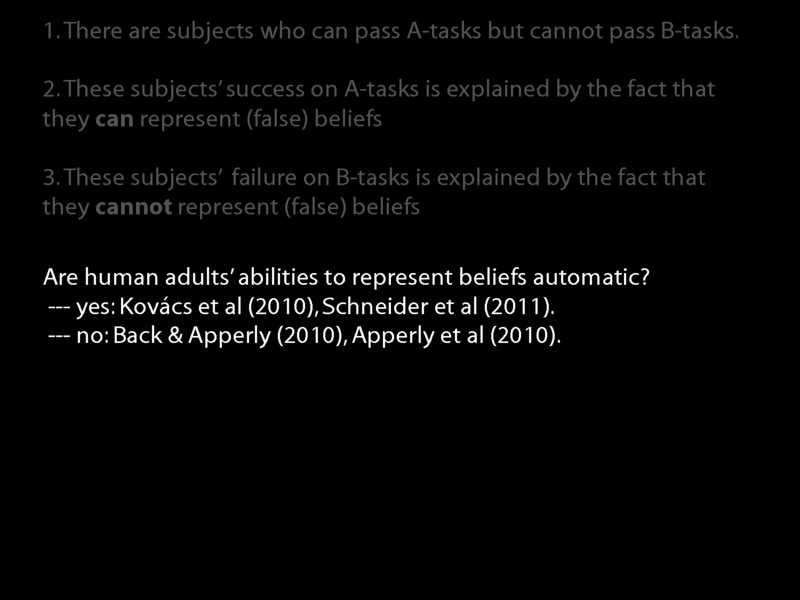 1. There are subjects who can pass A-tasks but cannot pass B-tasks.
2. These subjects’ success on A-tasks is explained by the fact that
they can represent (false) beliefs
3. These subjects’ failure on B-tasks is explained by the fact that
they cannot represent (false) beliefs
Are human adults’ abilities to represent beliefs automatic?
--- yes: Kovács et al (2010), Schneider et al (2011).
--- no: Back & Apperly (2010), Apperly et al (2010).